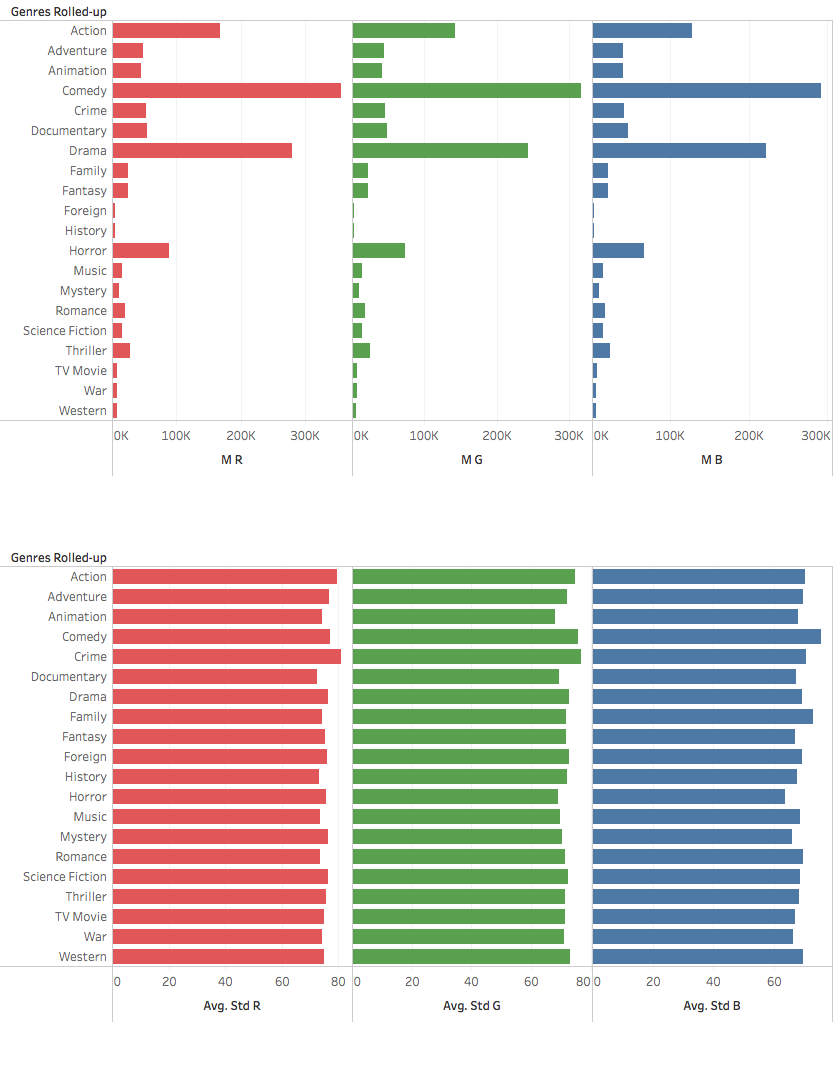 Genres Rolled-up
Action
Adventure
Animation
Comedy
Crime
Documentary
Drama
Family
Fantasy
Foreign
History
Horror
Music
Mystery
Romance
Science Fiction
Thriller
TV Movie
War
Western
0K 100K 200K 300K 0K 100K 200K 300K 0K 100K 200K 300K
M R M G M B
Genres Rolled-up
Action
Adventure
Animation
Comedy
Crime
Documentary
Drama
Family
Fantasy
Foreign
History
Horror
Music
Mystery
Romance
Science Fiction
Thriller
TV Movie
War
Western
0 20 40 60 80 0 20 40 60 80 0 20 40 60
Avg. Std R Avg. Std G Avg. Std B